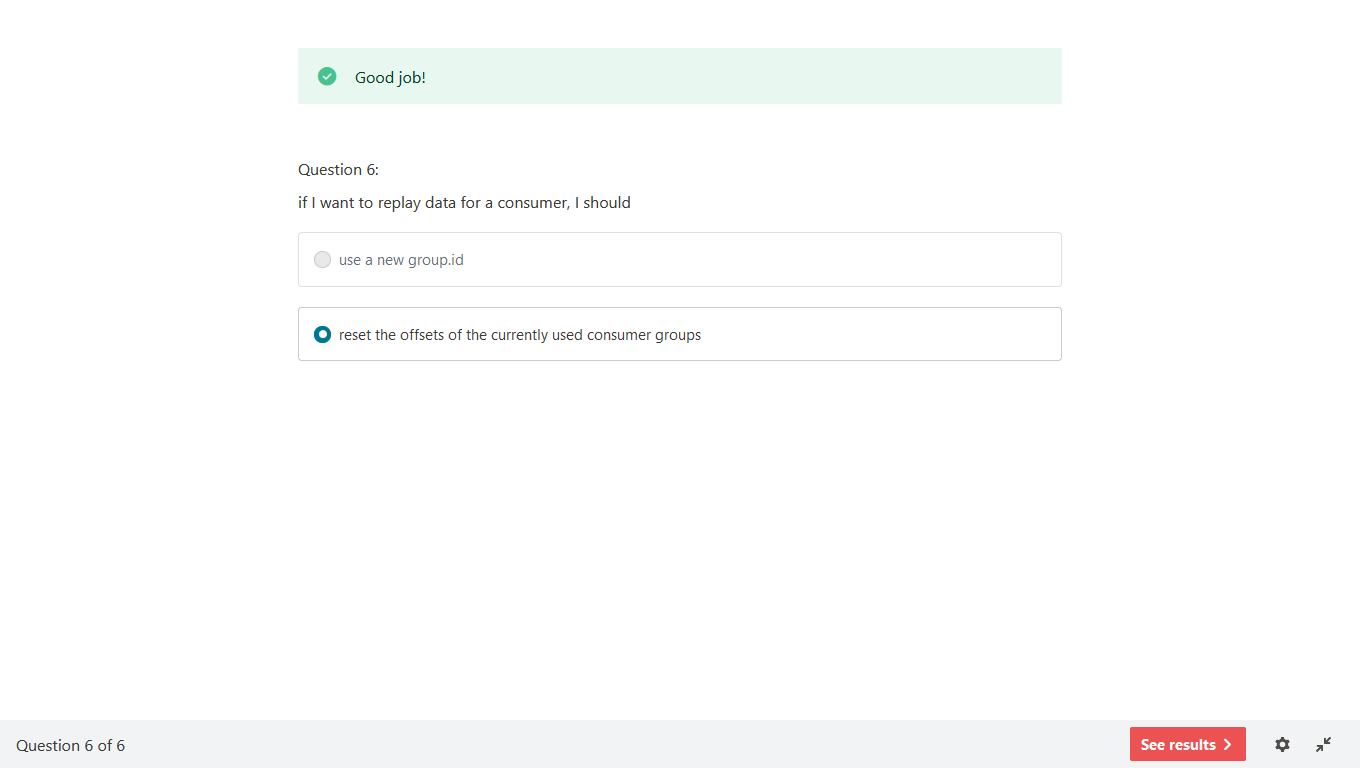 Good job!
Question 6:
if I want to replay data for a consumer, I should
use a new group.id
reset the offsets of the currently used consumer groups
Question 6 of 6
See results